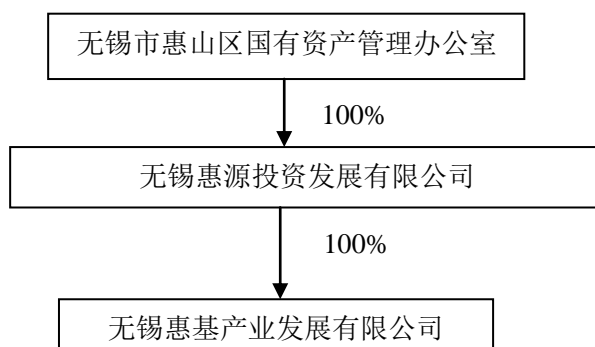 无锡市惠山区国有资产管理办公室
100%
无锡惠源投资发展有限公司
100%
无锡惠基产业发展有限公司